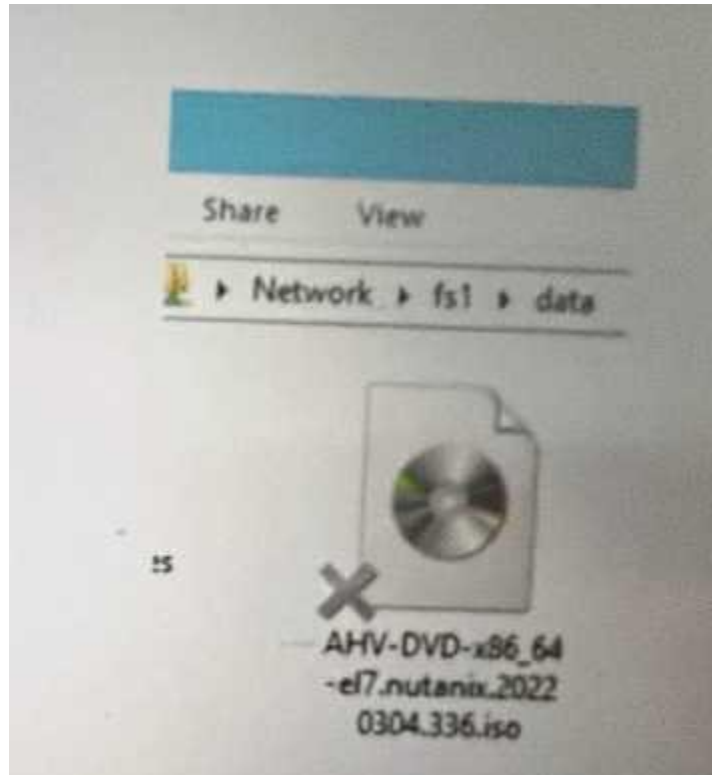 Share View
Network fs1 data
AHV-DVD-x86_64
-el7.nutanix.2022
0304.336.iso